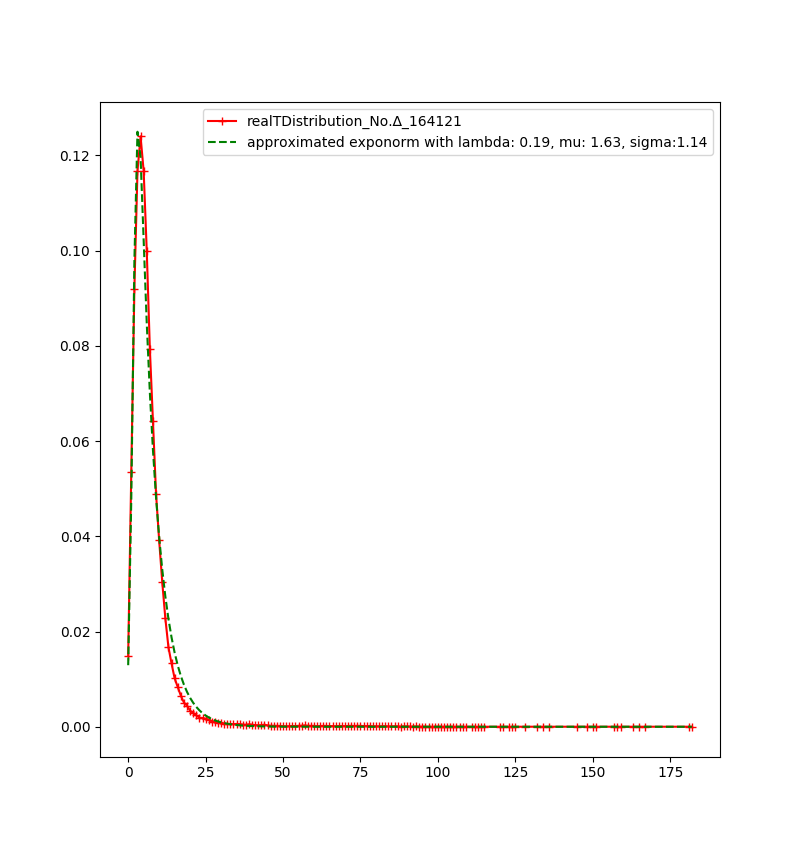 realTDistribution_No.Δ_164121
approximated exponorm with lambda: 0.19, mu: 1.63, sigma:1.14
0.12
0.10
0.08
0.06
0.04
0.02
0.00
0 25 50 75 100 125 150 175